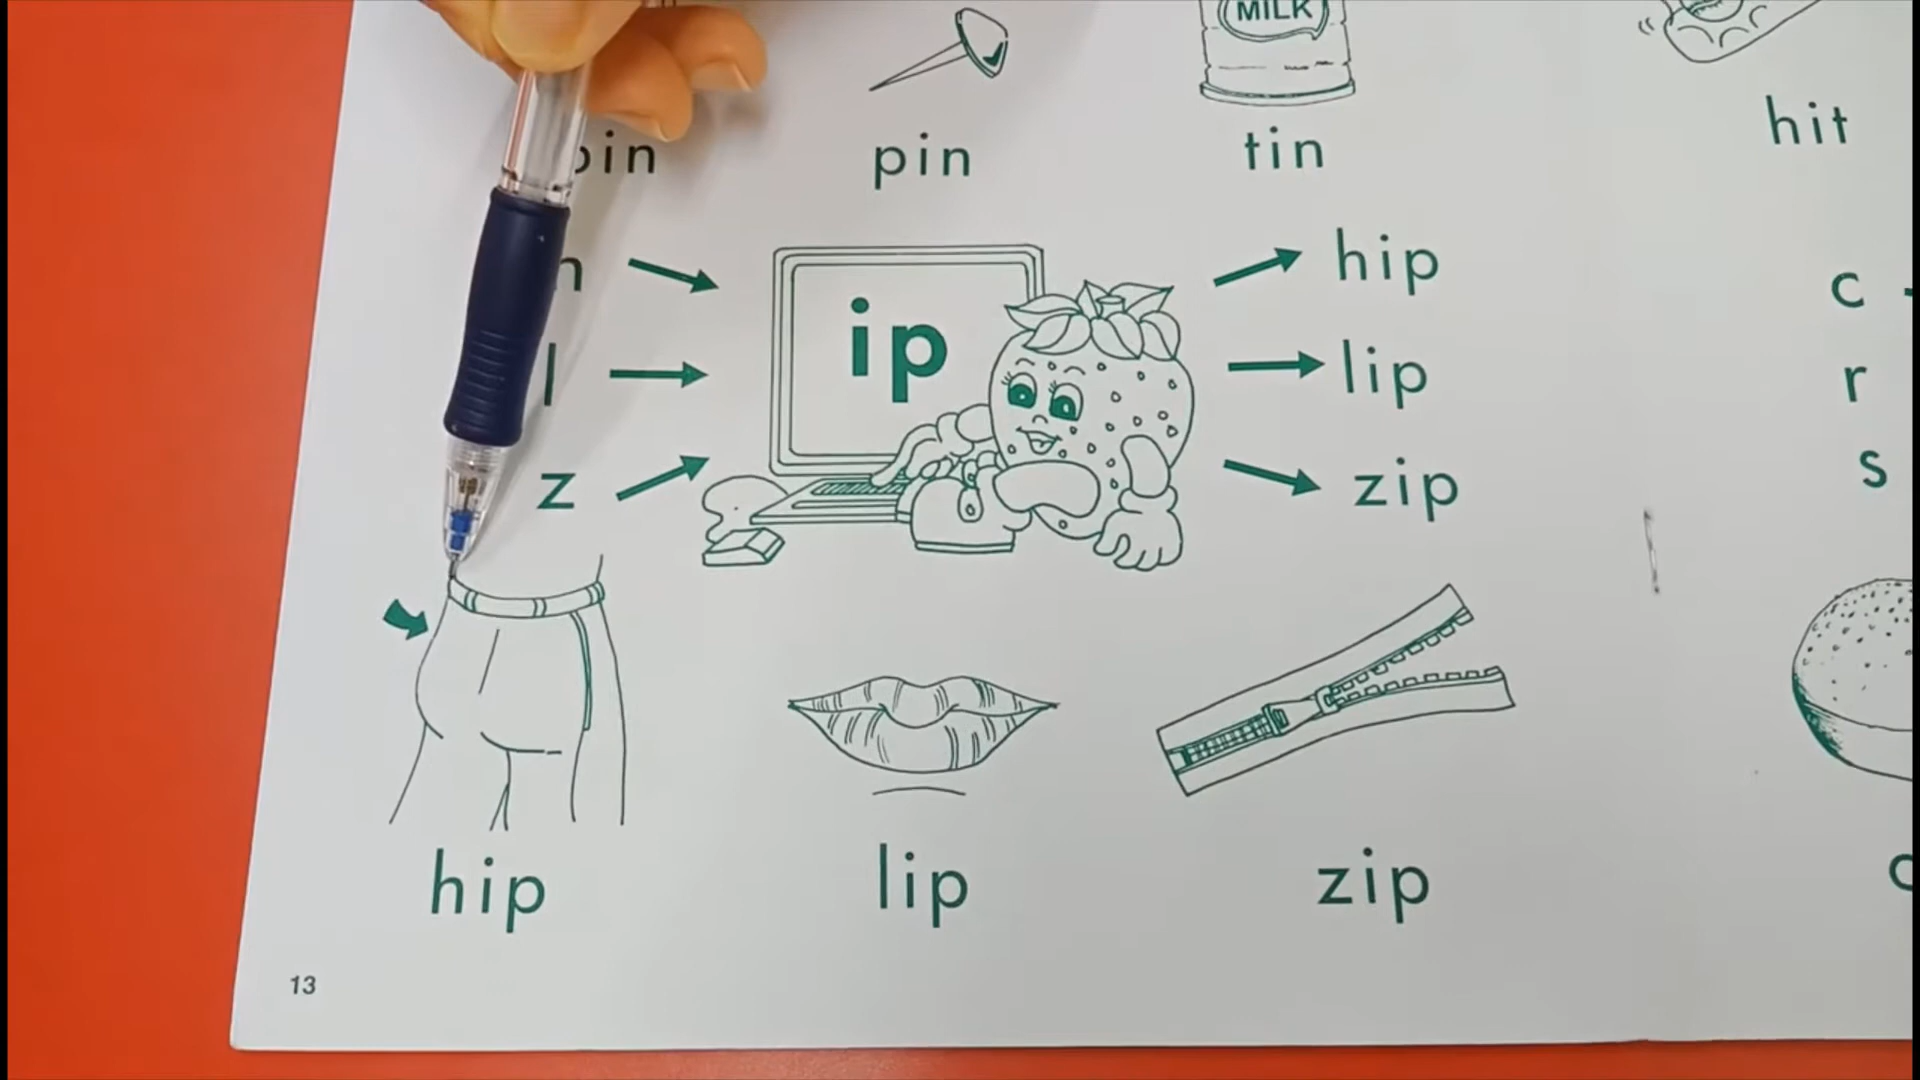 MILK
pin tin
hit
h hip
l ip lip
z zip
c
r
s
hip lip zip
13